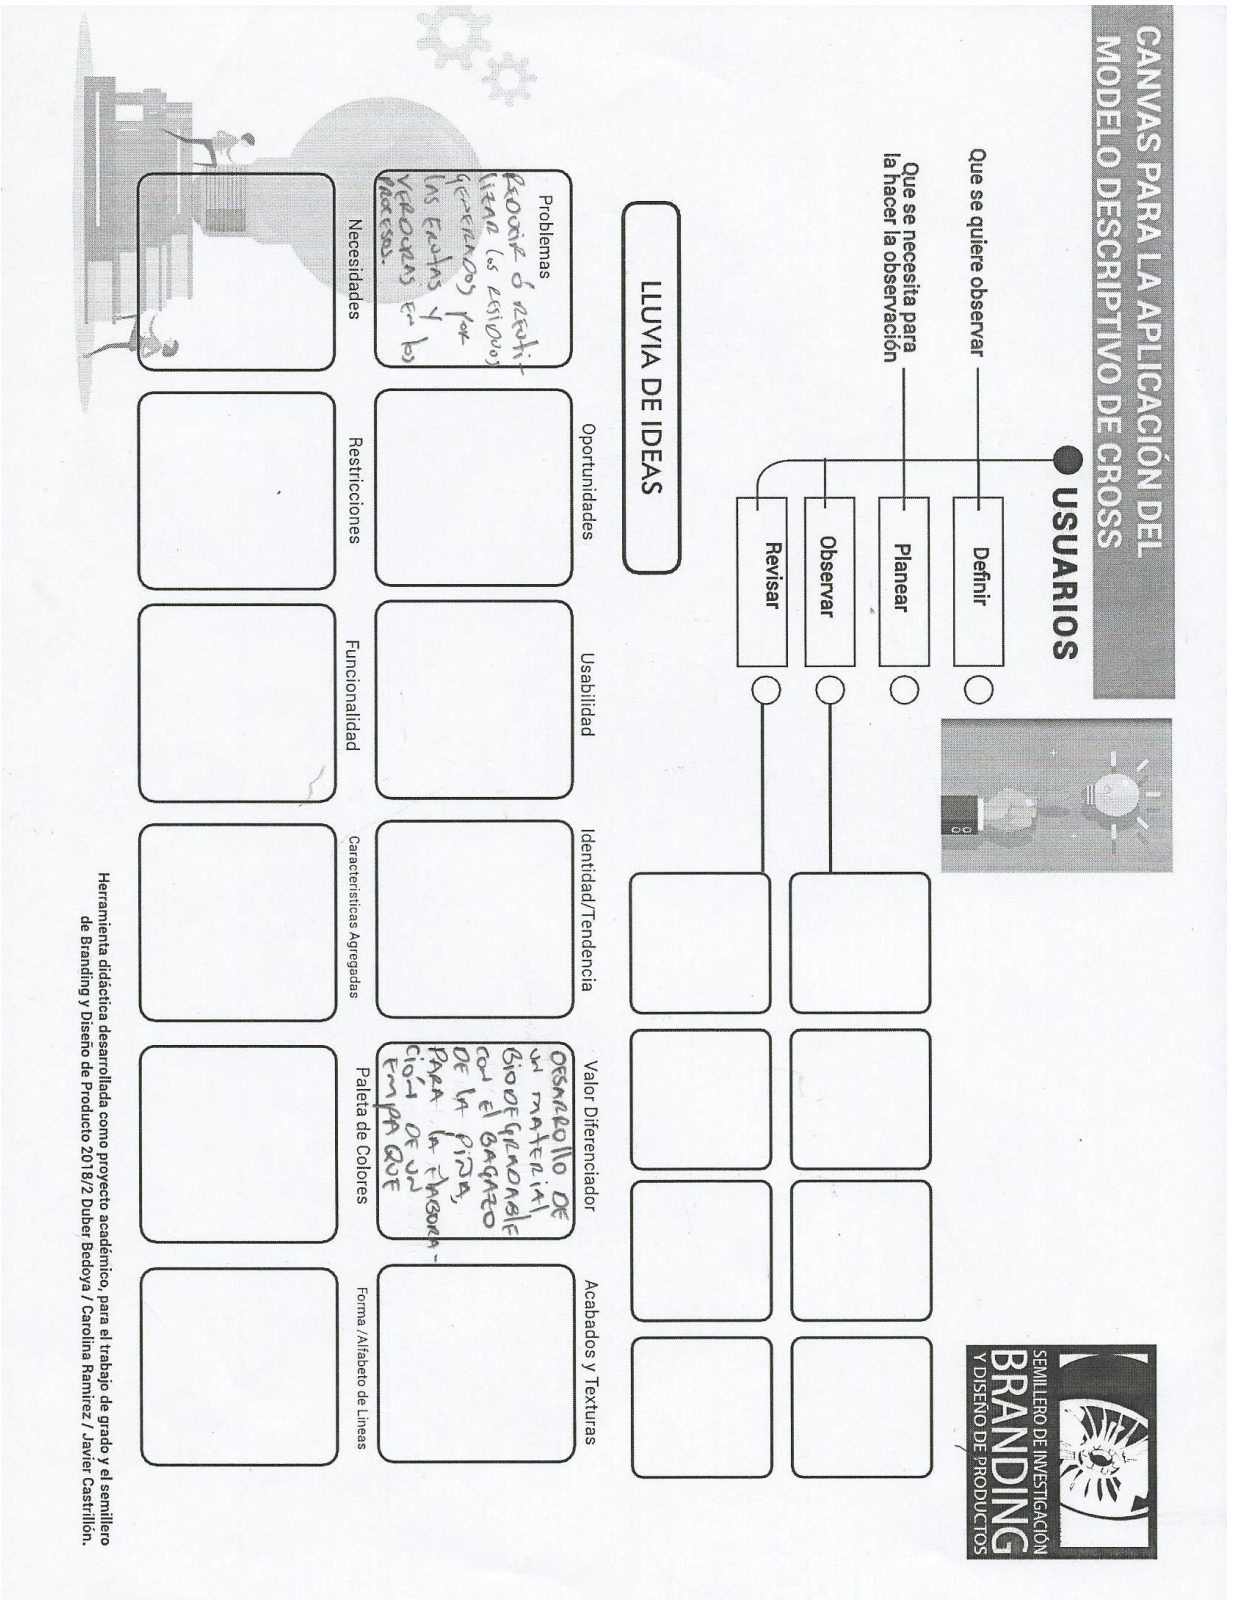 CANVAS PARA LA APLICACIÓN DEL
MODELO DESCRIPTIVO DE CROSS
USUARIOS
Que se quiere observar
Definir
Que se necesita para
la hacer la observación
Planear
Observar
Revisar
SEMILLERO DE INVESTIGACIÓN
BRANDING
Y DISEÑO DE PRODUCTOS
LLUVIA DE IDEAS
Problemas
REDUCIR Ó REUTI-
LIZAR LOS RESIDUOS
GENERADOS POR
LAS FRUTAS Y
VERDURAS EN LOS
PROCESOS.
Oportunidades
Usabilidad
Identidad/Tendencia
Valor Diferenciador
DESARROLLO DE
UN MATERIAL
BIODEGRADABLE
CON EL BAGAZO
DE LA PIÑA,
PARA LA ELABORA-
CIÓN DE UN
EMPAQUE
Acabados y Texturas
Necesidades
Restricciones
Funcionalidad
Caracteristicas Agregadas
Paleta de Colores
Forma /Alfabeto de Lineas
Herramienta didáctica desarrollada como proyecto académico, para el trabajo de grado y el semillero
de Branding y Diseño de Producto 2018/2 Duber Bedoya / Carolina Ramirez / Javier Castrillón.